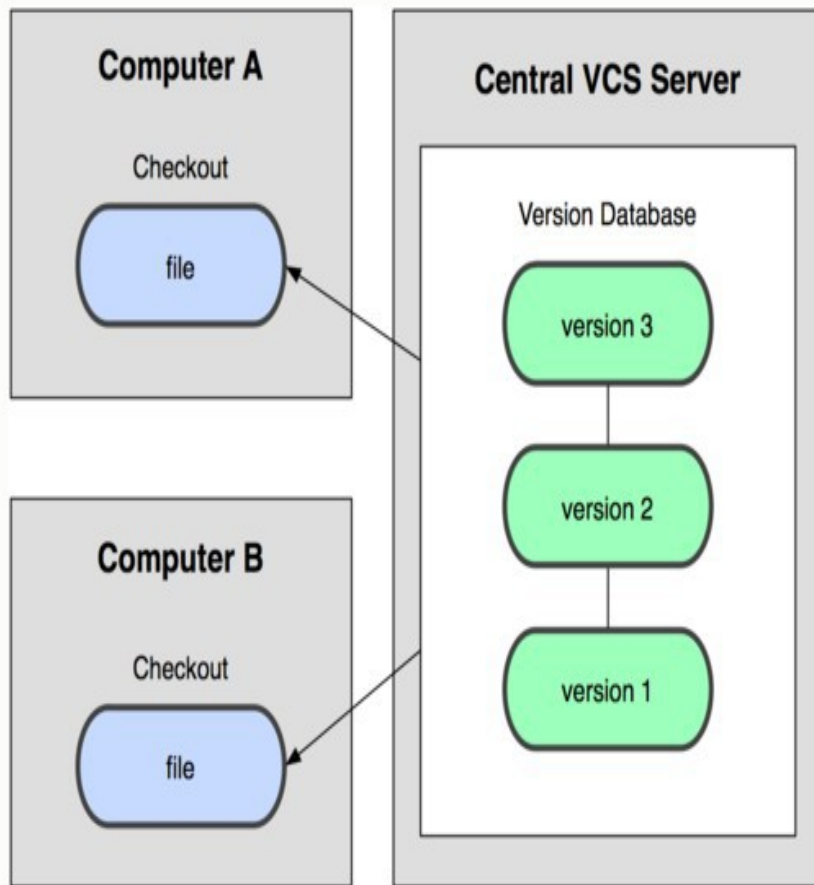 Computer A
Checkout
file
Computer B
Checkout
file
Central VCS Server
Version Database
version 3
version 2
version 1